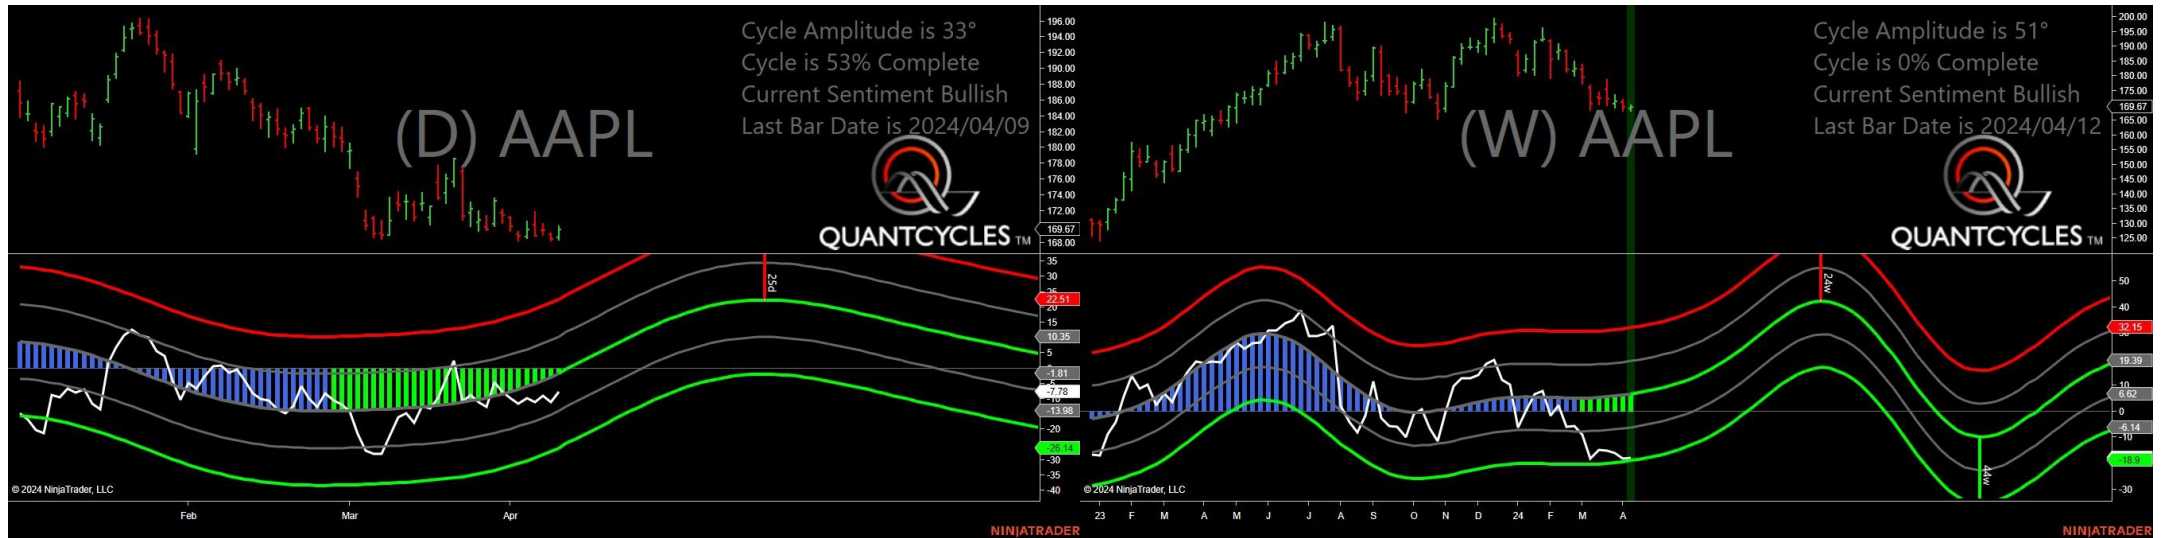 Cycle Amplitude is 33°
Cycle is 53% Complete
Current Sentiment Bullish
Last Bar Date is 2024/04/09
(D) AAPL
QUANTCYCLES TM
196.00
194.00
192.00
190.00
188.00
186.00
184.00
182.00
180.00
178.00
176.00
174.00
172.00
169.67
168.00
25d
35
30
22.51
20
15
10.35
5
-1.81
-7.78
-10
-13.98
-20
-26.14
-30
-35
-40
© 2024 NinjaTrader, LLC
Feb Mar Apr
NINJATRADER
Cycle Amplitude is 51°
Cycle is 0% Complete
Current Sentiment Bullish
Last Bar Date is 2024/04/12
(W) AAPL
QUANTCYCLES TM
200.00
195.00
190.00
185.00
180.00
175.00
169.67
165.00
160.00
155.00
150.00
145.00
140.00
135.00
130.00
125.00
24w
44w
50
40
32.15
19.39
10
6.62
0
-6.14
-10
-18.9
-30
© 2024 NinjaTrader, LLC
23 F M A M J J A S O N D 24 F M A
NINJATRADER